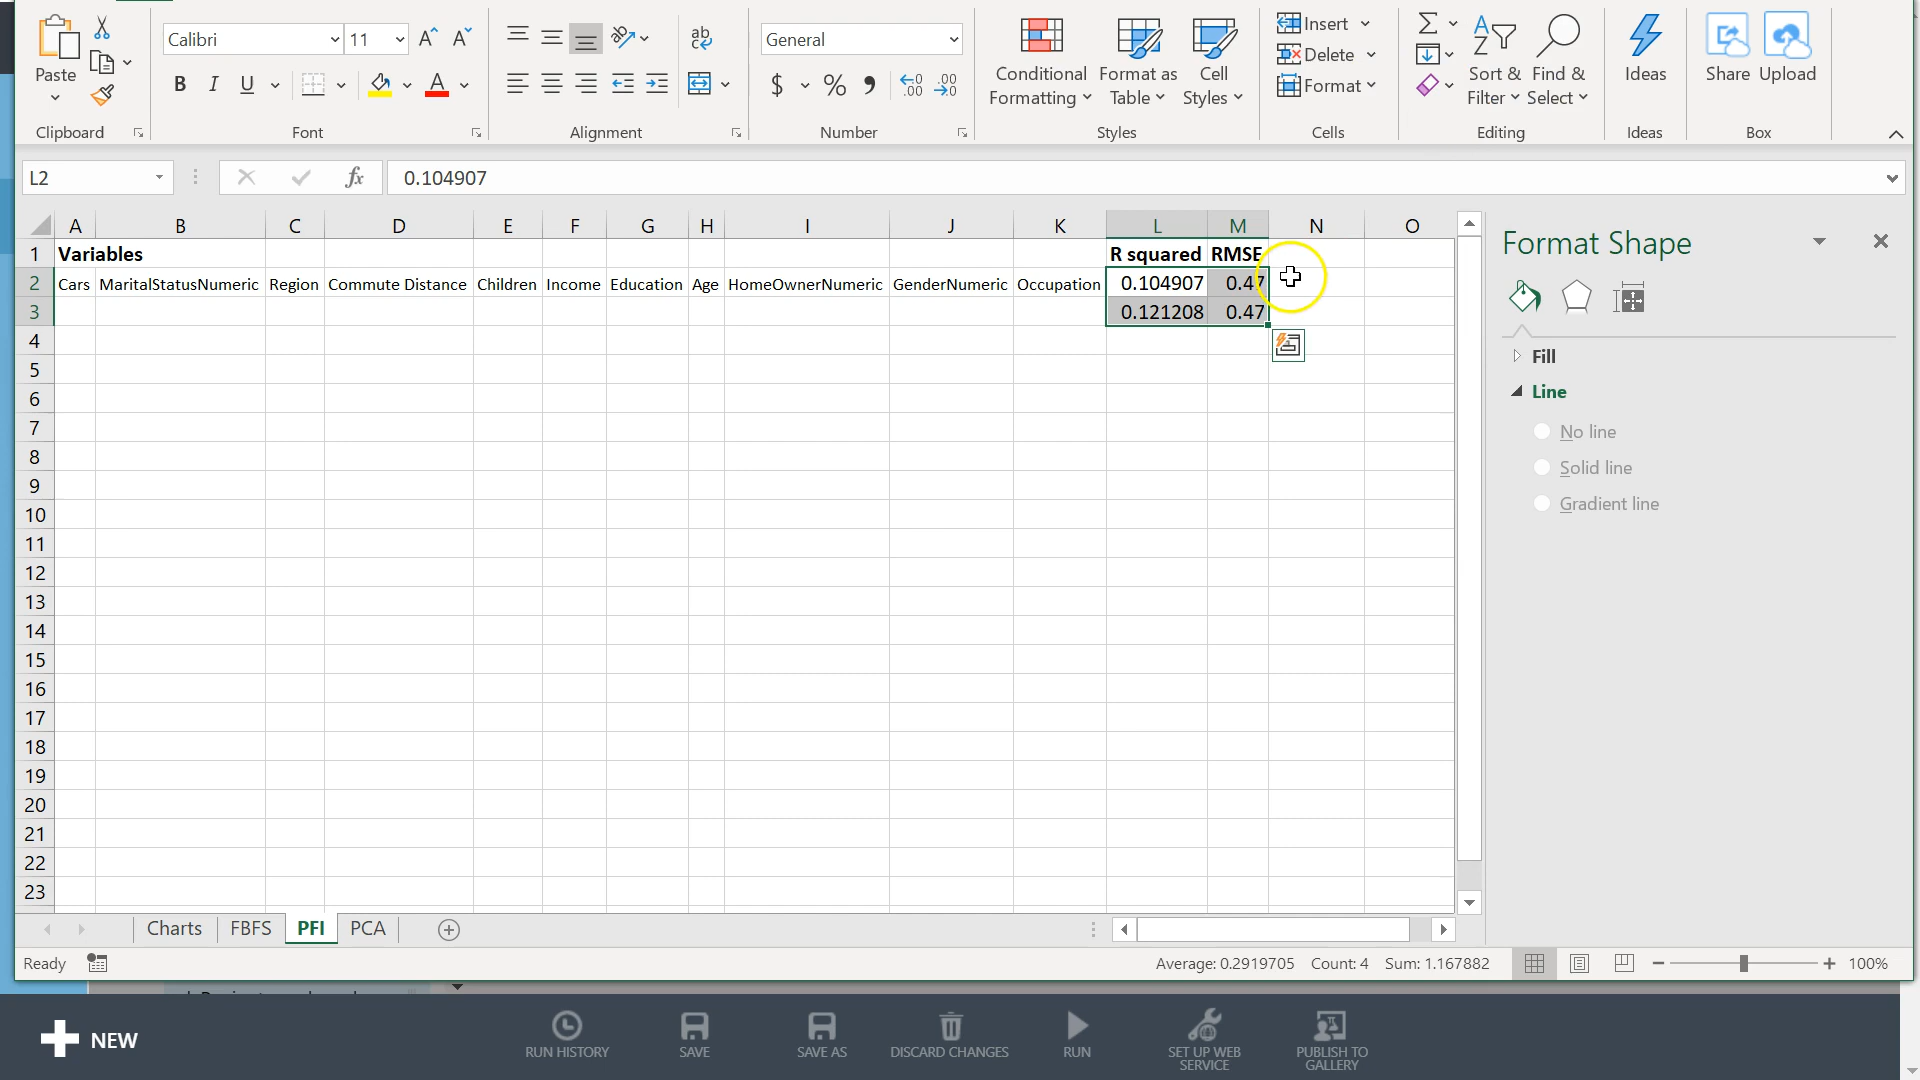 Paste
Clipboard
Calibri
11
B I U
Font
ab
Alignment
General
$ % 9 .00 .00
Number
Conditional
Formatting
Format as
Table
Cell
Styles
Styles
Insert
Delete
Format
Cells
Sort &
Filter
Find &
Select
Editing
Ideas
Ideas
Share Upload
Box
L2
fx
0.104907
A B C D E F G H I J K L M N O
1 Variables R squared RMSE
2 Cars MaritalStatusNumeric Region Commute Distance Children Income Education Age HomeOwnerNumeric GenderNumeric Occupation 0.104907 0.47
3 0.121208 0.47
4
5
6
7
8
9
10
11
12
13
14
15
16
17
18
19
20
21
22
23
Format Shape
Fill
Line
No line
Solid line
Gradient line
Charts FBFS PFI PCA
Ready
Average: 0.2919705 Count: 4 Sum: 1.167882
100%
NEW
RUN HISTORY
SAVE
SAVE AS
DISCARD CHANGES
RUN
SET UP WEB
SERVICE
PUBLISH TO
GALLERY